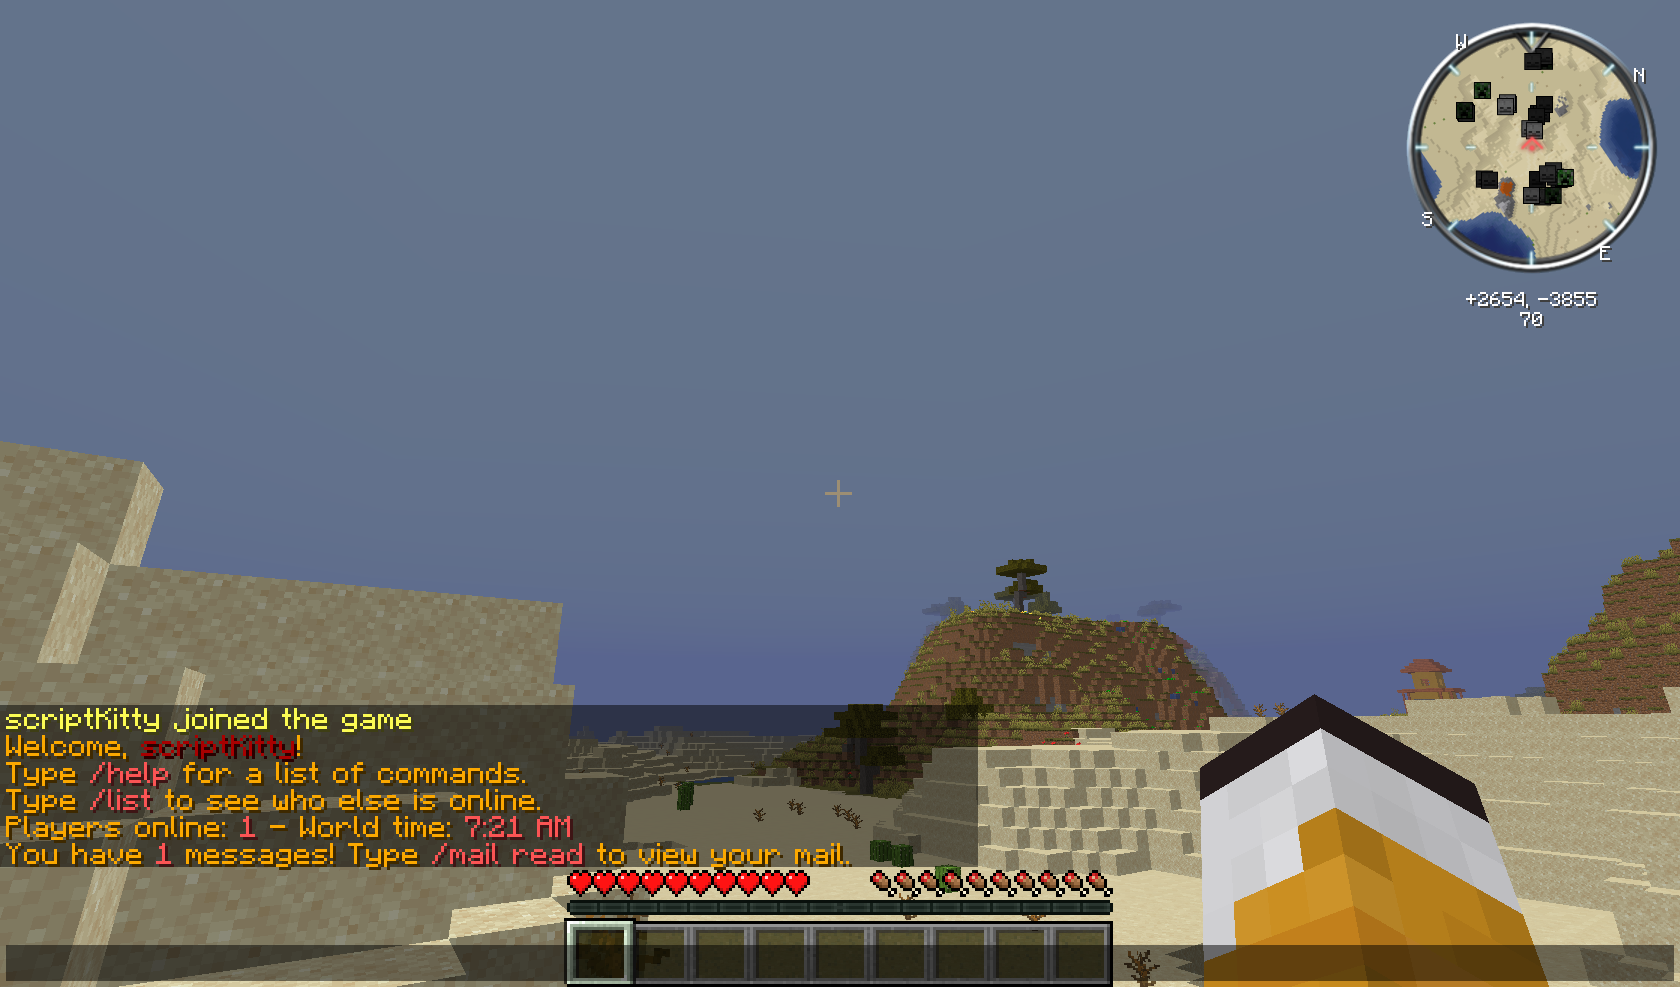 W
N
S
E
+2654, -3855
70
scriptKitty joined the game
Welcome, scriptKitty!
Type /help for a list of commands.
Type /list to see who else is online.
Players online: 1 - World time: 7:21 AM
You have 1 messages! Type /mail read to view your mail.